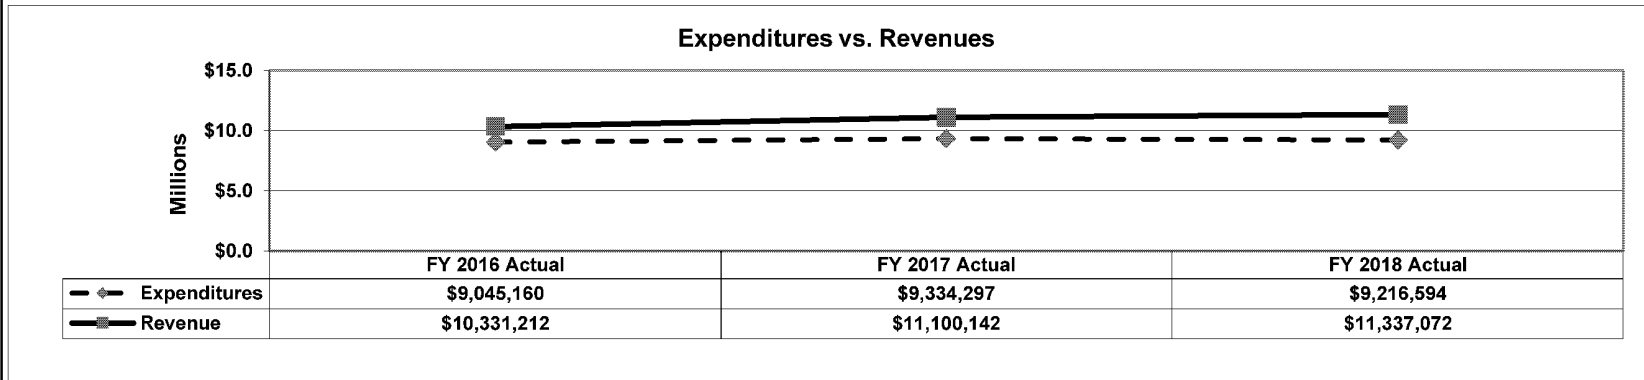 Expenditures vs. Revenues
$15.0
$10.0
$5.0
$0.0
Millions
FY 2016 Actual FY 2017 Actual FY 2018 Actual
Expenditures $9,045,160 $9,334,297 $9,216,594
Revenue $10,331,212 $11,100,142 $11,337,072